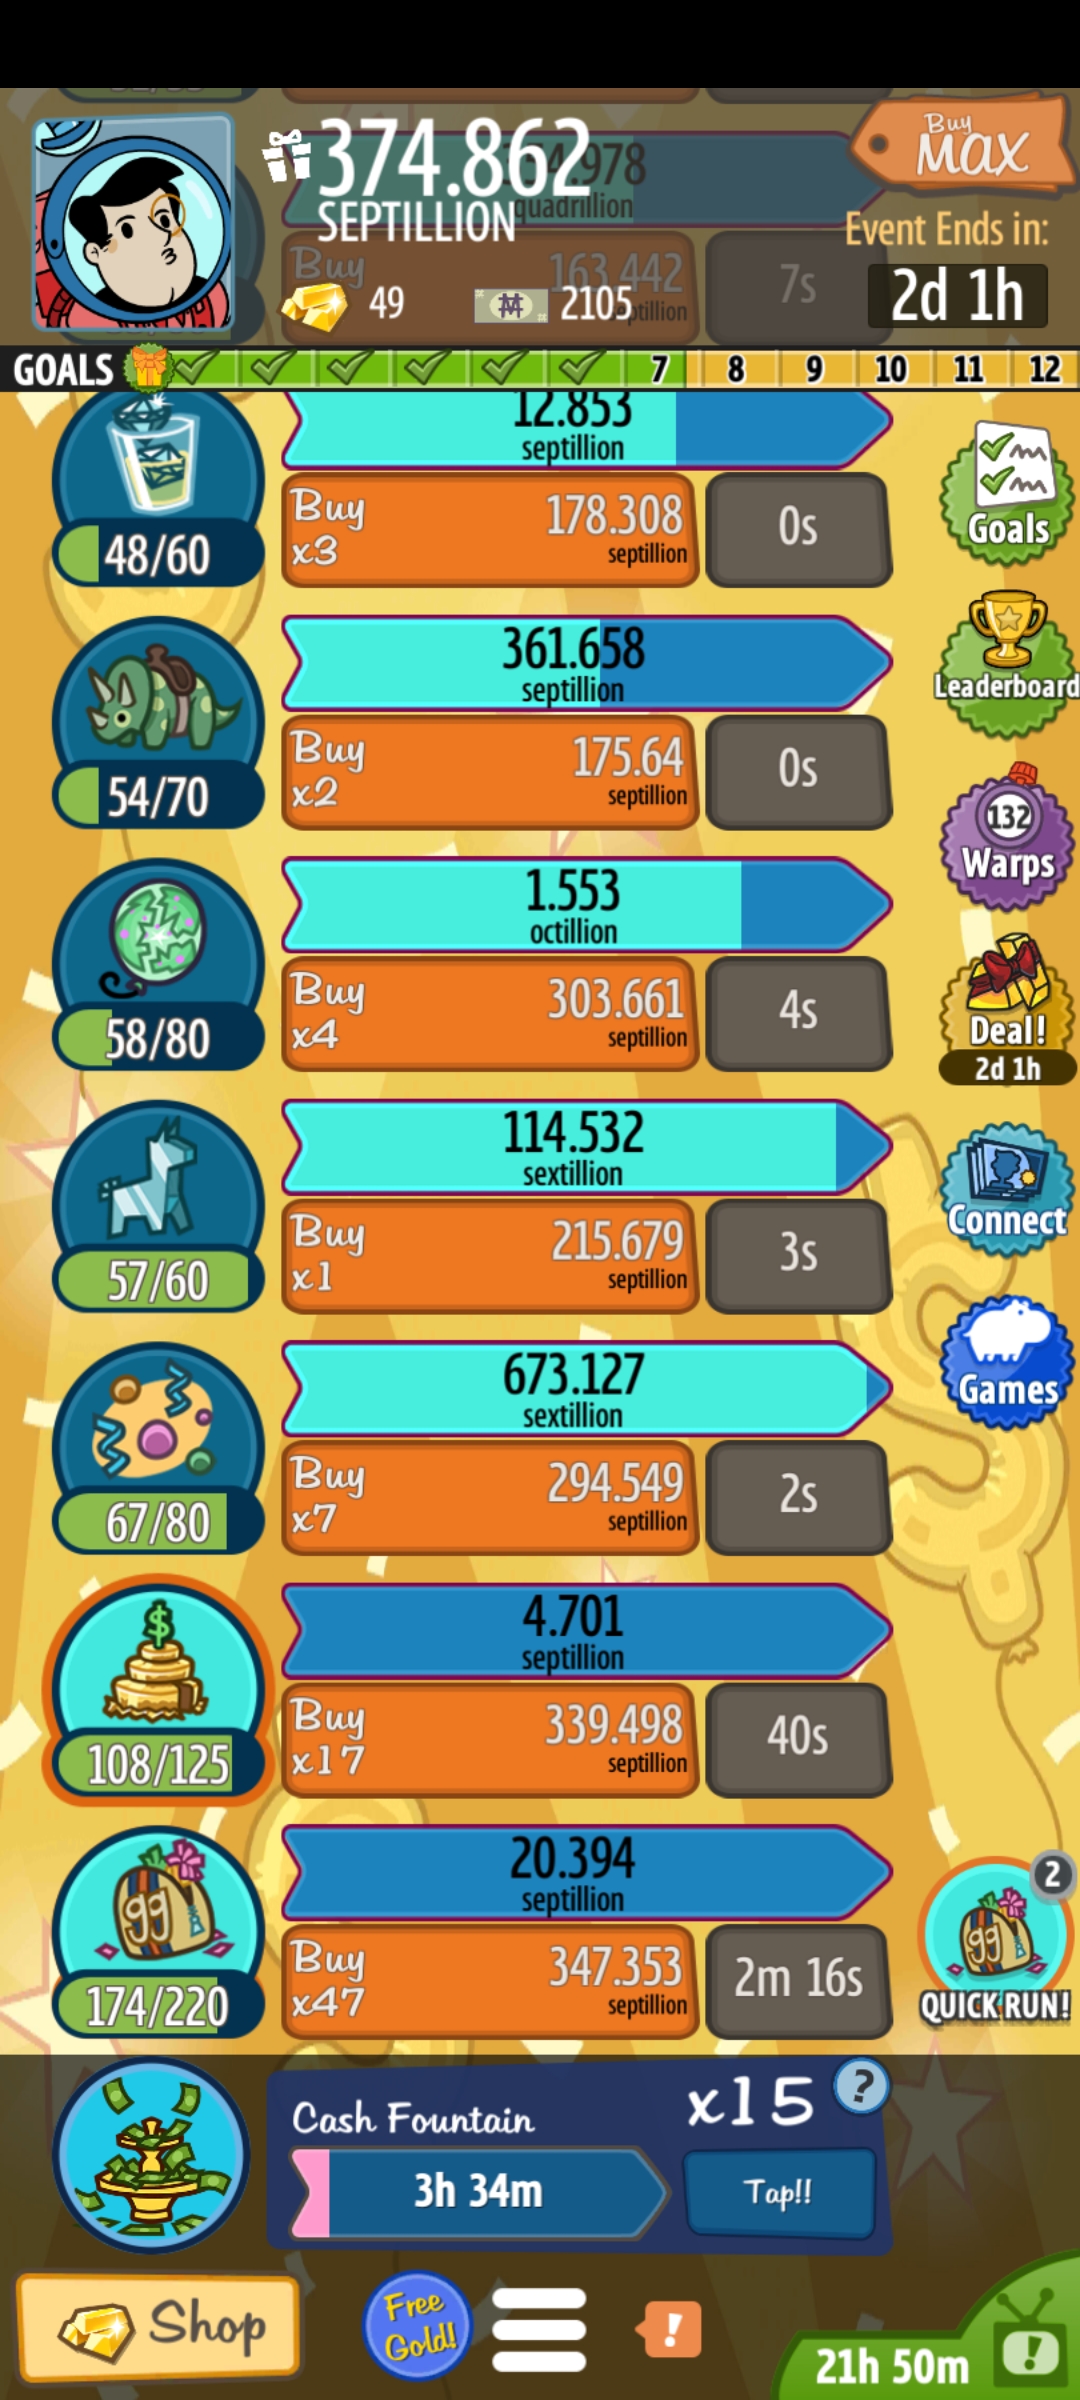 374.862
SEPTILLION
quadrillion
Buy
163.442
septillion
7s
49
2105
Buy
MAX
Event Ends in:
2d 1h
GOALS
7
8
9
10
11
12
12.853
septillion
Buy
x3
178.308
septillion
0s
48/60
Goals
361.658
septillion
Buy
x2
175.64
septillion
0s
54/70
Leaderboard
1.553
octillion
Buy
x4
303.661
septillion
4s
58/80
132
Warps
Deal!
2d 1h
114.532
sextillion
Buy
x1
215.679
septillion
3s
57/60
Connect
673.127
sextillion
Buy
x7
294.549
septillion
2s
67/80
Games
4.701
septillion
Buy
x17
339.498
septillion
40s
$
108/125
20.394
septillion
Buy
x47
347.353
septillion
2m 16s
gg
174/220
2
gg
QUICK RUN!
Cash Fountain
x15
?
3h 34m
Tap!!
Shop
Free
Gold!
!
21h 50m
!